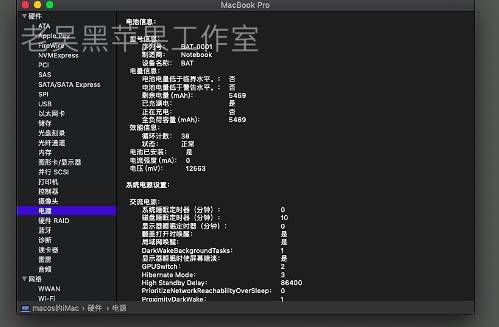 MacBook Pro
硬件
ATA
Apple Pay
FireWire
NVMExpress
PCI
SAS
SATA/SATA Express
SPI
USB
以太网卡
储存
光盘刻录
光纤通道
内存
图形卡/显示器
并行 SCSI
打印机
控制器
摄像头
电源
硬件 RAID
蓝牙
诊断
读卡器
雷雳
音频
网络
WWAN
Wi-Fi
老吴黑苹果工作室
电池信息：
型号信息：
序列号： BAT-0001
制造商： Notebook
设备名称： BAT
电量信息：
电池电量低于临界水平。： 否
电池电量低于警告水平。： 否
剩余电量 (mAh)： 5469
已充满电： 是
正在充电： 否
全负荷容量 (mAh)： 5469
效能信息：
循环计数： 38
状态： 正常
电池已安装： 是
电流强度 (mA)： 0
电压 (mV)： 12563
系统电源设置：
交流电源：
系统睡眠定时器（分钟）： 0
磁盘睡眠定时器（分钟）： 10
显示器睡眠定时器（分钟）： 0
翻盖打开时唤醒： 是
局域网唤醒： 是
DarkWakeBackgroundTasks： 1
显示器睡眠时使屏幕暗淡： 是
GPUSwitch： 2
Hibernate Mode： 3
High Standby Delay： 86400
PrioritizeNetworkReachabilityOverSleep： 0
ProximityDarkWake： 1
macos的iMac › 硬件 › 电源